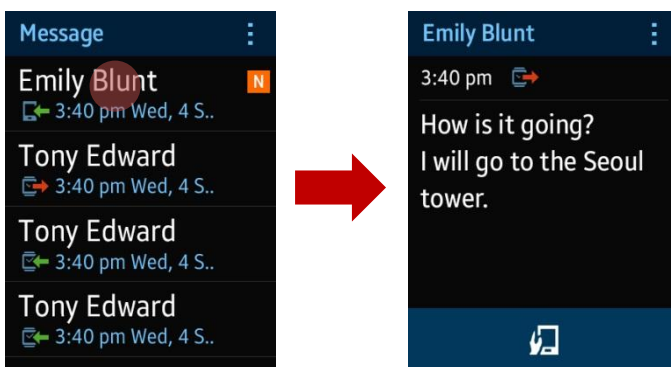 Message
Emily Blunt
N
3:40 pm Wed, 4 S..
Tony Edward
3:40 pm Wed, 4 S..
Tony Edward
3:40 pm Wed, 4 S..
Tony Edward
3:40 pm Wed, 4 S..
Emily Blunt
3:40 pm
How is it going?
I will go to the Seoul
tower.